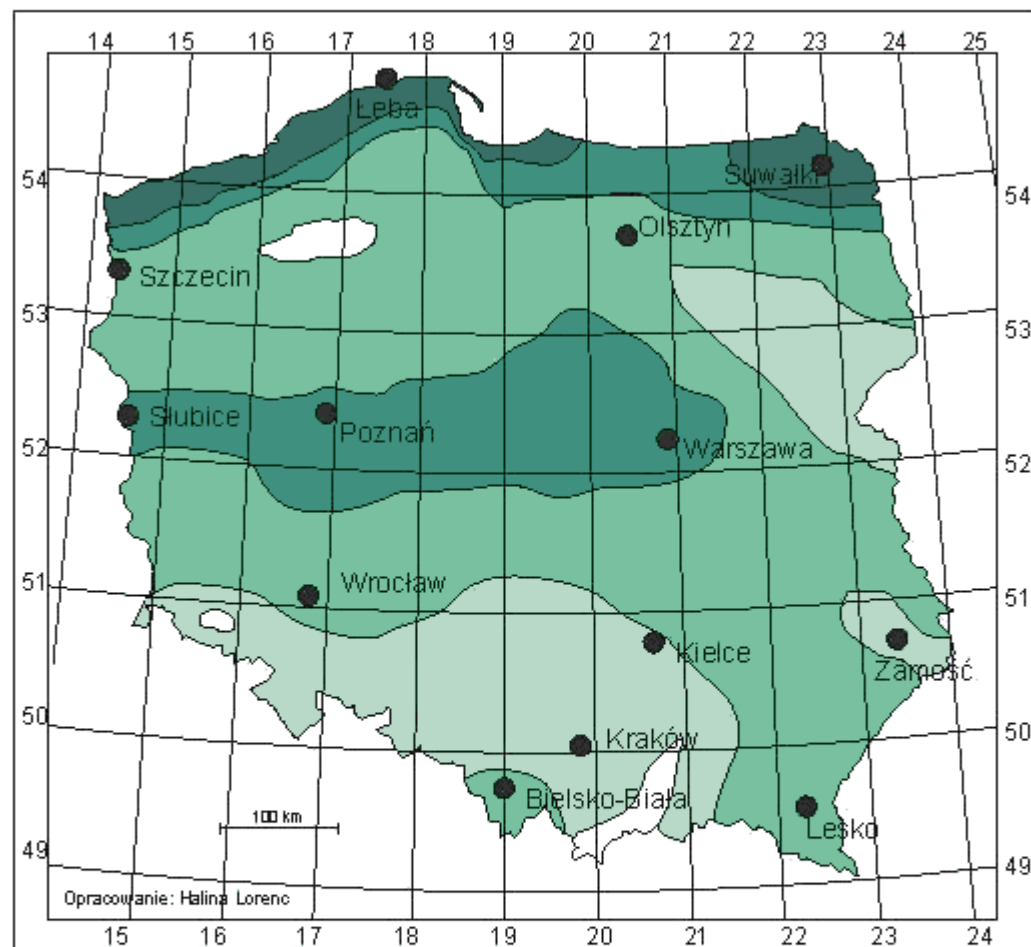 14 15 16 17 18 19 20 21 22 23 24 25
Łeba
Suwałki
54 54
Olsztyn
Szczecin
53 53
Słubice
Poznań
Warszawa
52 52
Wrocław
51 51
Kielce
Zamość
50 50
Kraków
Bielsko-Biała
100 km
Lesko
49 49
Opracowanie: Halina Lorenc
15 16 17 18 19 20 21 22 23 24